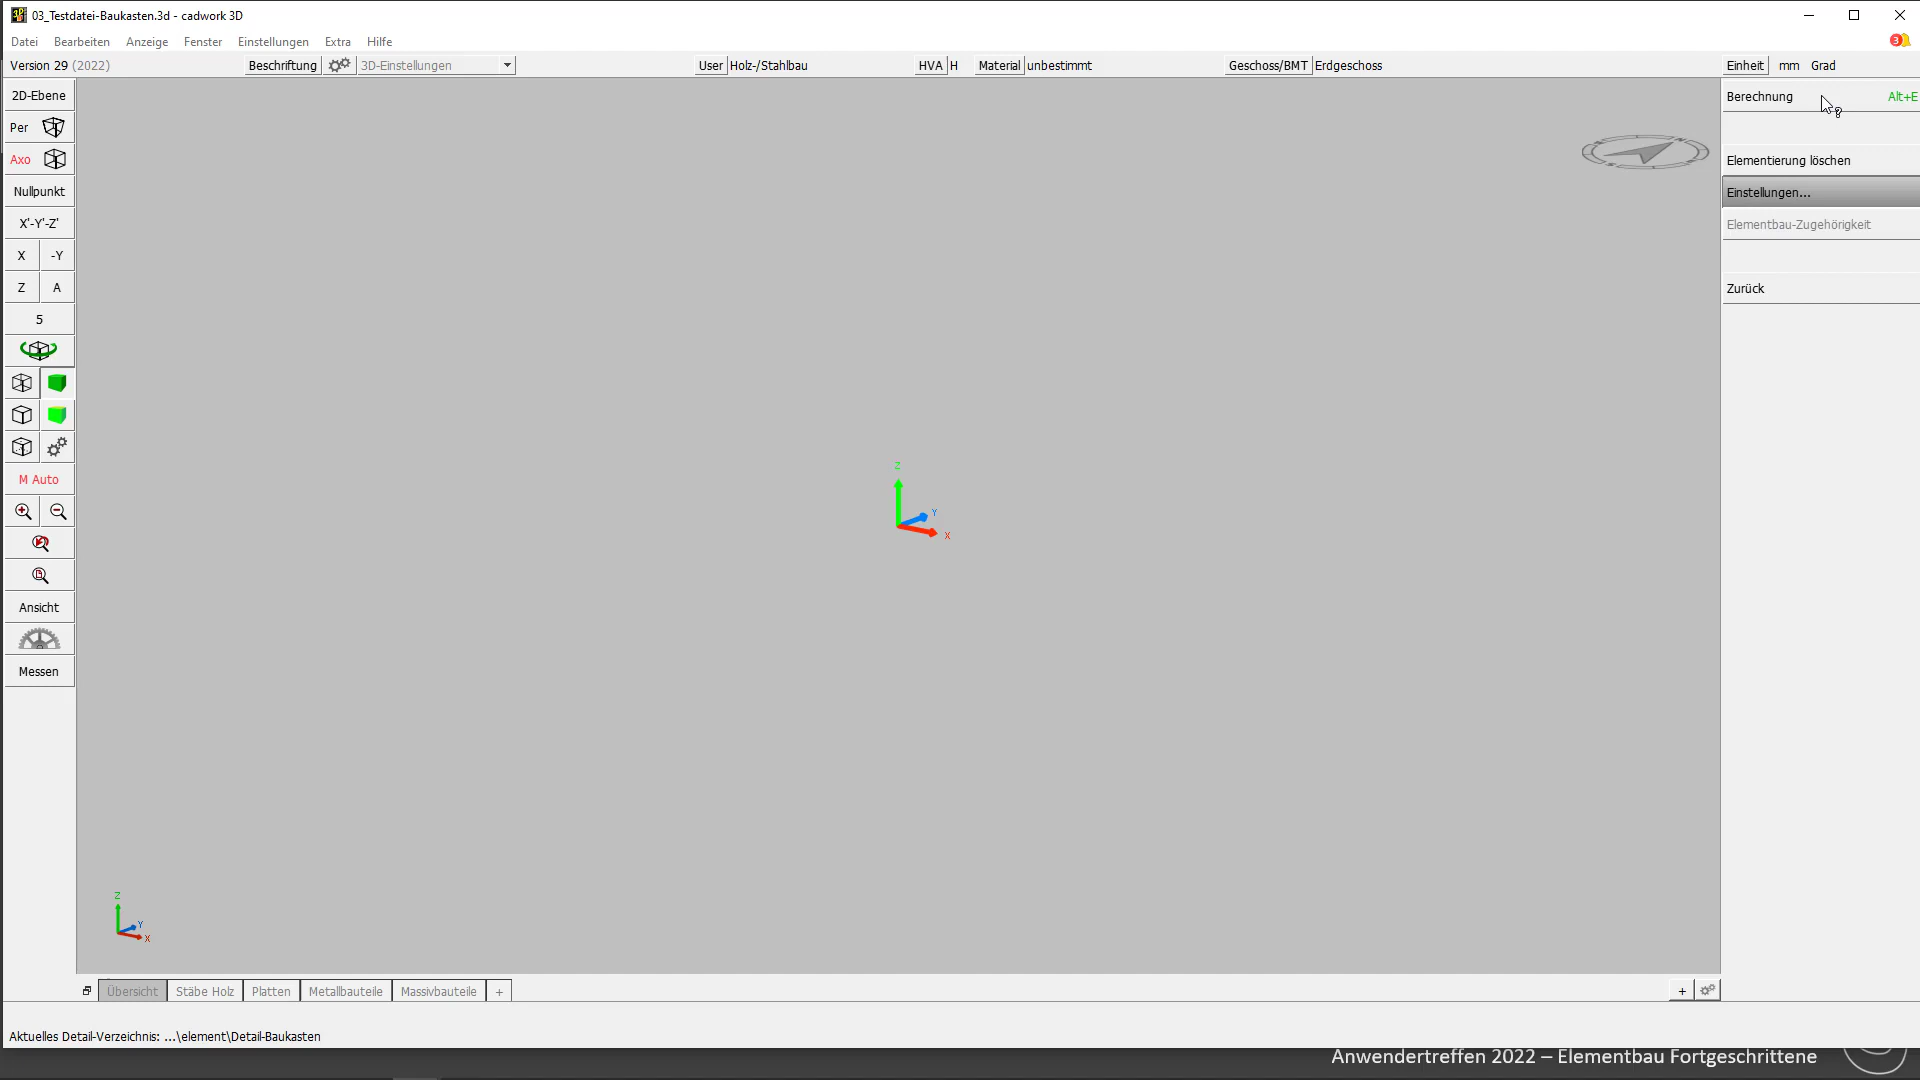 03_Testdatei-Baukasten.3d - cadwork 3D
Datei Bearbeiten Anzeige Fenster Einstellungen Extra Hilfe
3
Version 29 (2022) Beschriftung 3D-Einstellungen User Holz-/Stahlbau HVA H Material unbestimmt Geschoss/BMT Erdgeschoss Einheit mm Grad
2D-Ebene
Per
Axo
Nullpunkt
X'-Y'-Z'
X -Y
Z A
5
M Auto
Ansicht
Messen
Berechnung Alt+E
Elementierung löschen
Einstellungen...
Elementbau-Zugehörigkeit
Zurück
Z
Y
X
Z
Y
X
Übersicht Stäbe Holz Platten Metallbauteile Massivbauteile + +
Aktuelles Detail-Verzeichnis: ...\element\Detail-Baukasten
Anwendertreffen 2022 – Elementbau Fortgeschrittene